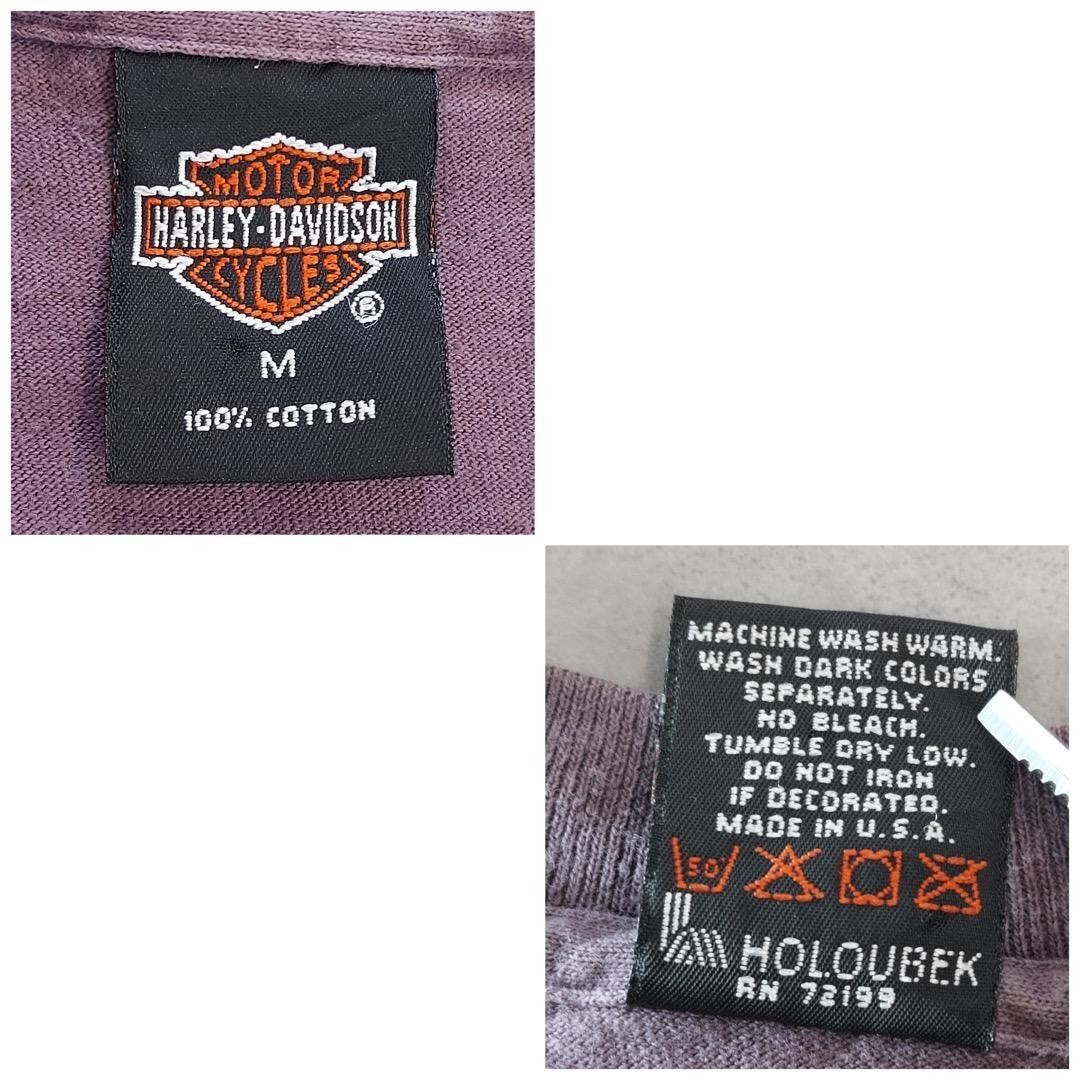 MOTOR
HARLEY-DAVIDSON
CYCLES
®
M
100% COTTON
MACHINE WASH WARM.
WASH DARK COLORS
SEPARATELY.
NO BLEACH.
TUMBLE DRY LOW.
DO NOT IRON
IF DECORATED.
MADE IN U.S.A.
50°
HOLOUBEK
RN 72199